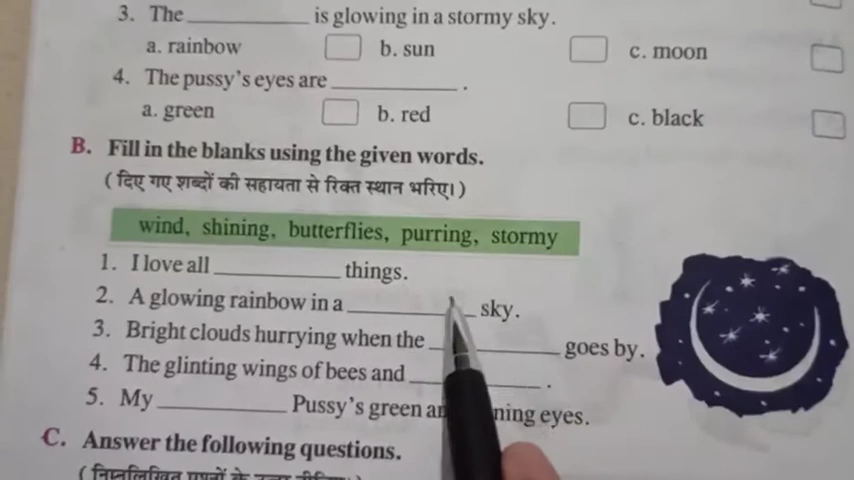 3. The ____________ is glowing in a stormy sky.
a. rainbow b. sun c. moon
4. The pussy's eyes are ____________ .
a. green b. red c. black
B. Fill in the blanks using the given words.
( दिए गए शब्दों की सहायता से रिक्त स्थान भरिए। )
wind, shining, butterflies, purring, stormy
1. I love all ____________ things.
2. A glowing rainbow in a ____________ sky.
3. Bright clouds hurrying when the ____________ goes by.
4. The glinting wings of bees and ____________ .
5. My ____________ Pussy's green eyes.
C. Answer the following questions.